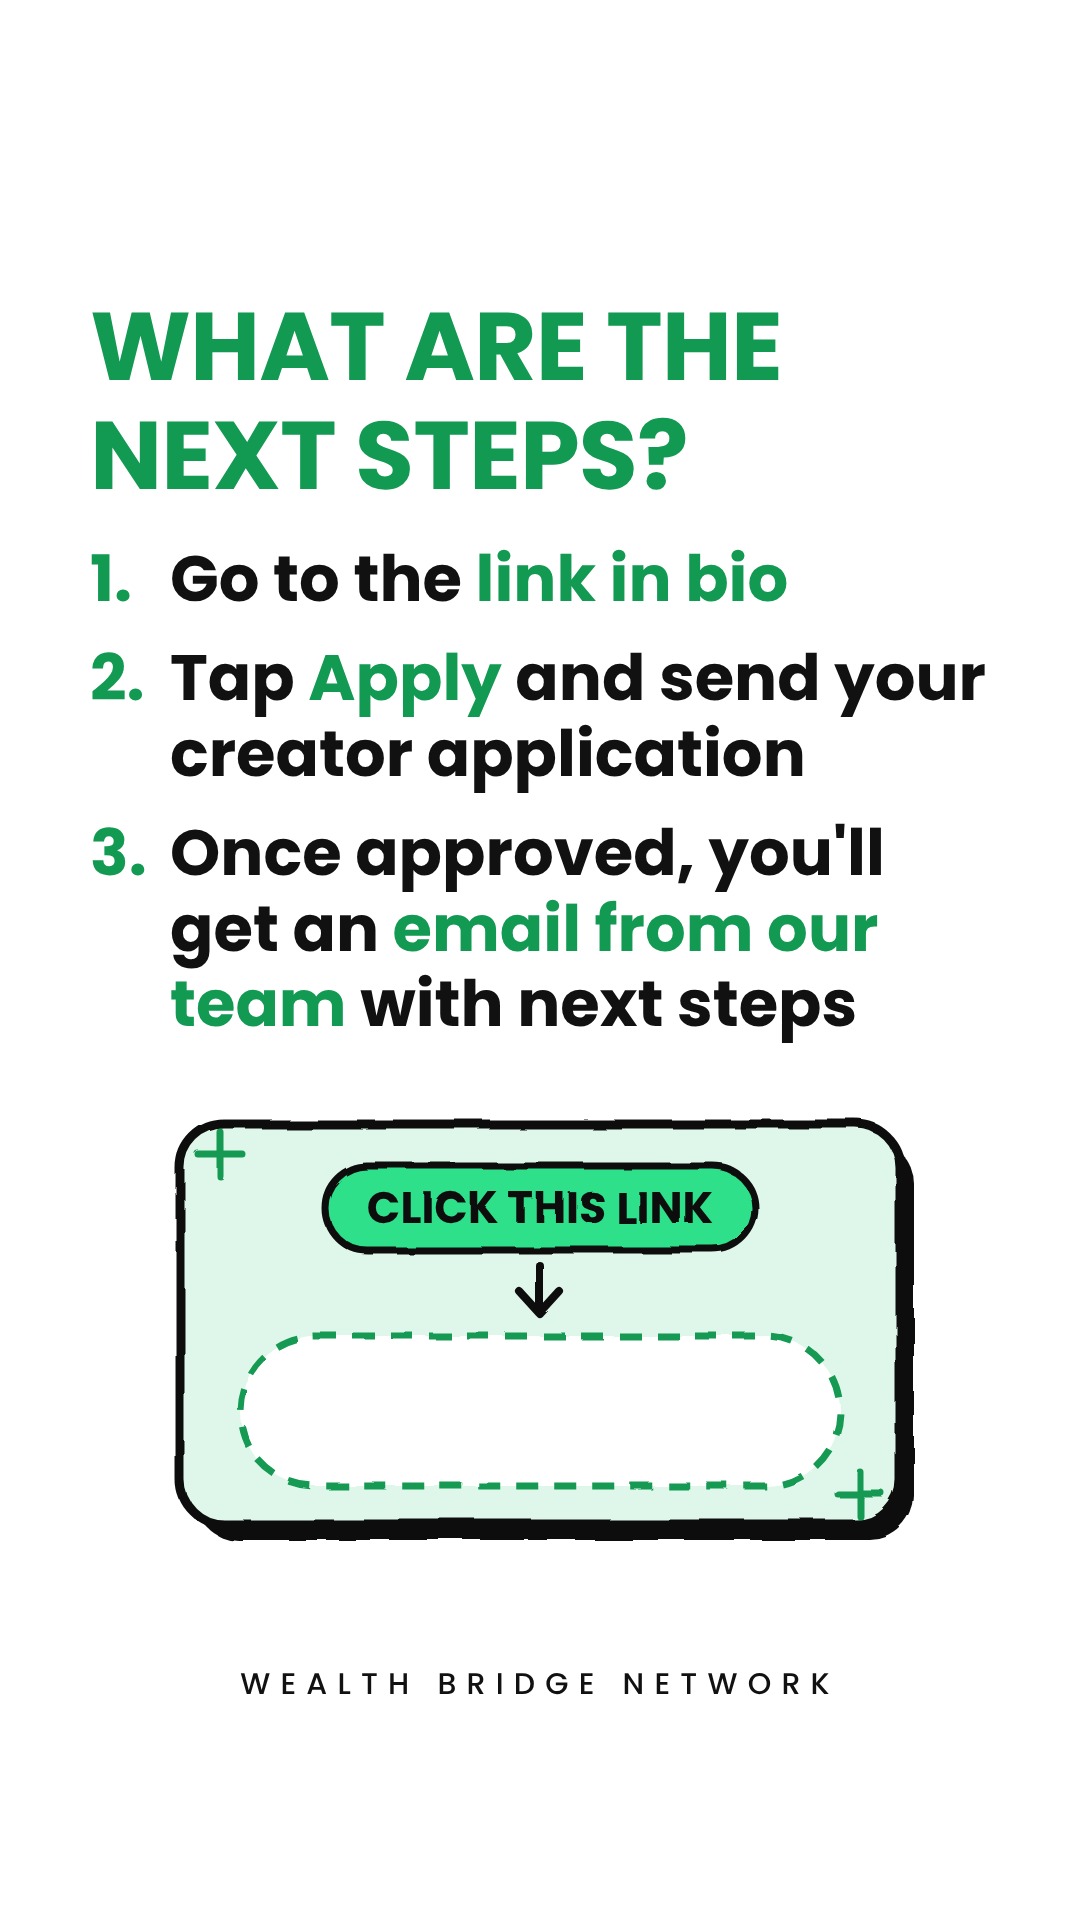 WHAT ARE THE
NEXT STEPS?
1. Go to the link in bio
2. Tap Apply and send your
creator application
3. Once approved, you'll
get an email from our
team with next steps
CLICK THIS LINK
WEALTH BRIDGE NETWORK